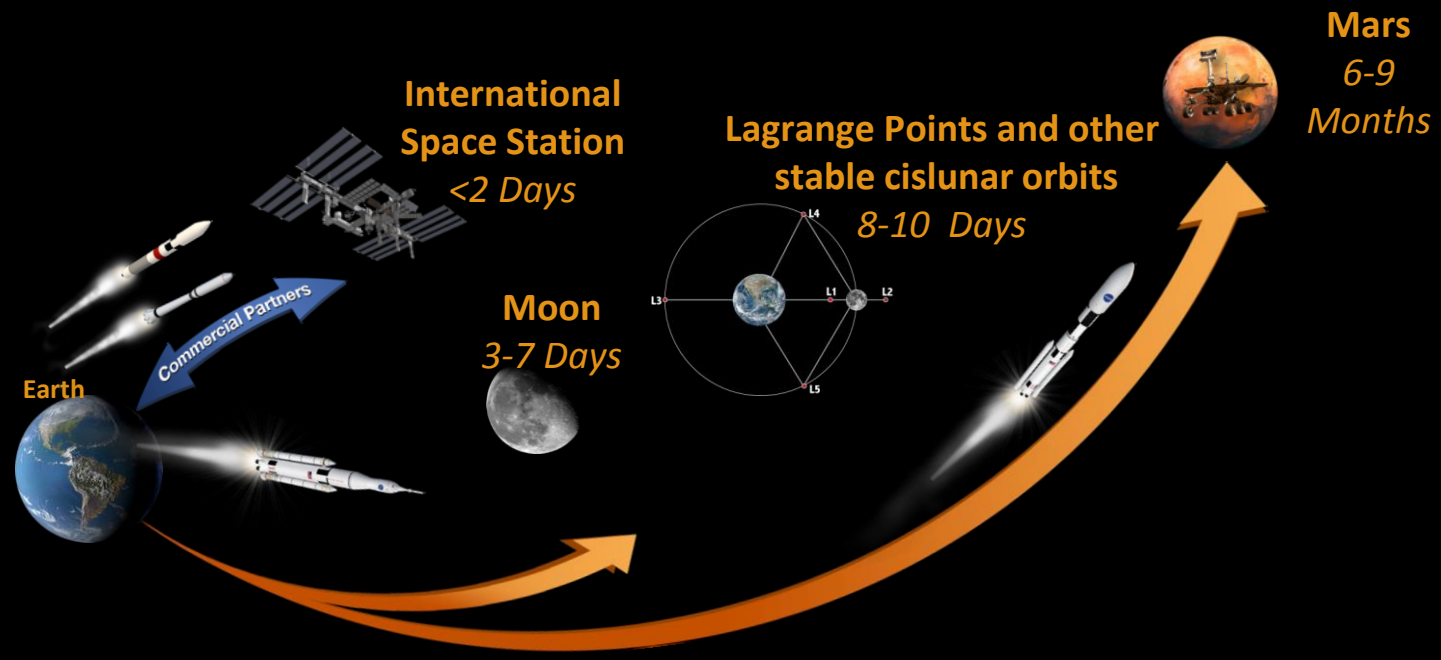 Mars
6-9
Months
International
Space Station
<2 Days
Lagrange Points and other
stable cislunar orbits
8-10 Days
L4
L3
L1
L2
L5
Moon
3-7 Days
Commercial Partners
Earth